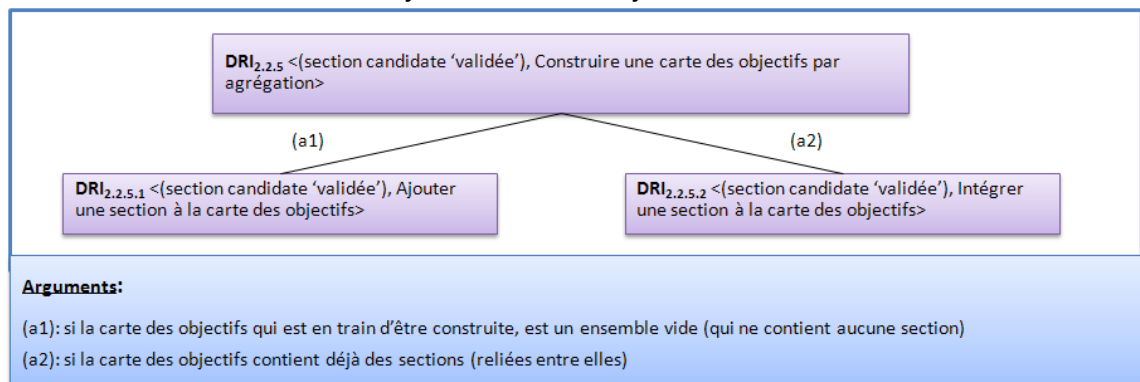 DRI2.2.5 <(section candidate ‘validée’), Construire une carte des objectifs par
agrégation>
(a1)
(a2)
DRI2.2.5.1 <(section candidate ‘validée’), Ajouter
une section à la carte des objectifs>
DRI2.2.5.2 <(section candidate ‘validée’), Intégrer
une section à la carte des objectifs>
Arguments:
(a1): si la carte des objectifs qui est en train d’être construite, est un ensemble vide (qui ne contient aucune section)
(a2): si la carte des objectifs contient déjà des sections (reliées entre elles)